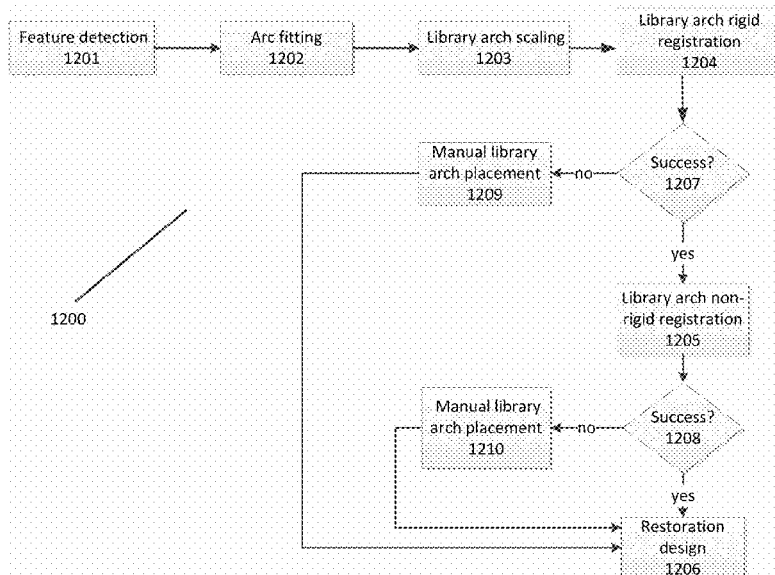 Feature detection
1201
Arc fitting
1202
Library arch scaling
1203
Library arch rigid
registration
1204
Success?
1207
no
Manual library
arch placement
1209
yes
1200
Library arch non-
rigid registration
1205
Success?
1208
no
Manual library
arch placement
1210
yes
Restoration
design
1206